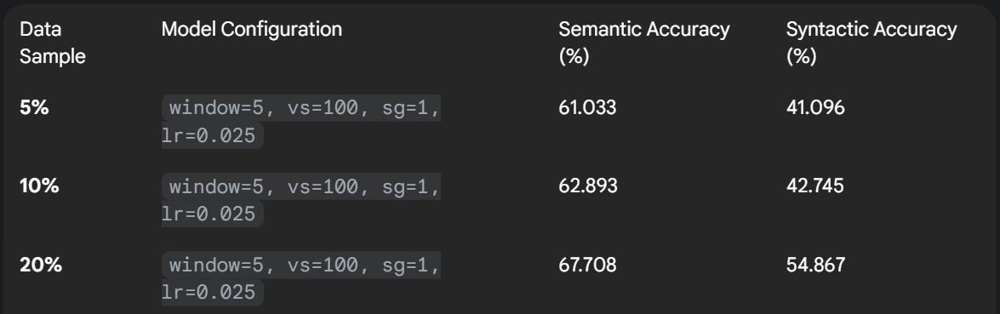 Data Sample Model Configuration Semantic Accuracy (%) Syntactic Accuracy (%)
5% window=5, vs=100, sg=1, lr=0.025 61.033 41.096
10% window=5, vs=100, sg=1, lr=0.025 62.893 42.745
20% window=5, vs=100, sg=1, lr=0.025 67.708 54.867